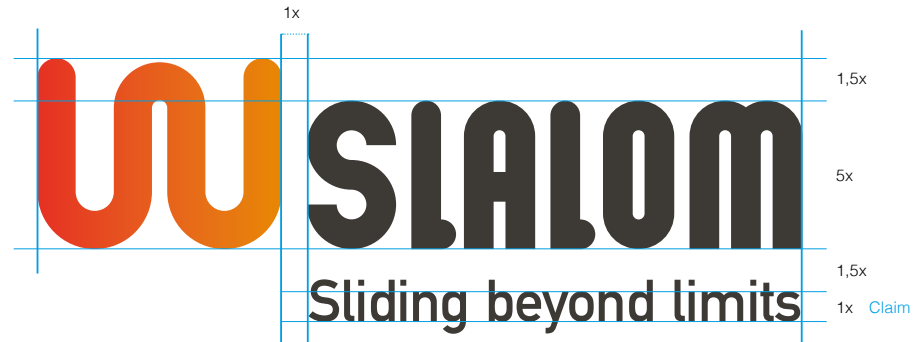 1x
1,5x
SLALOM
5x
1,5x
Sliding beyond limits
1x Claim